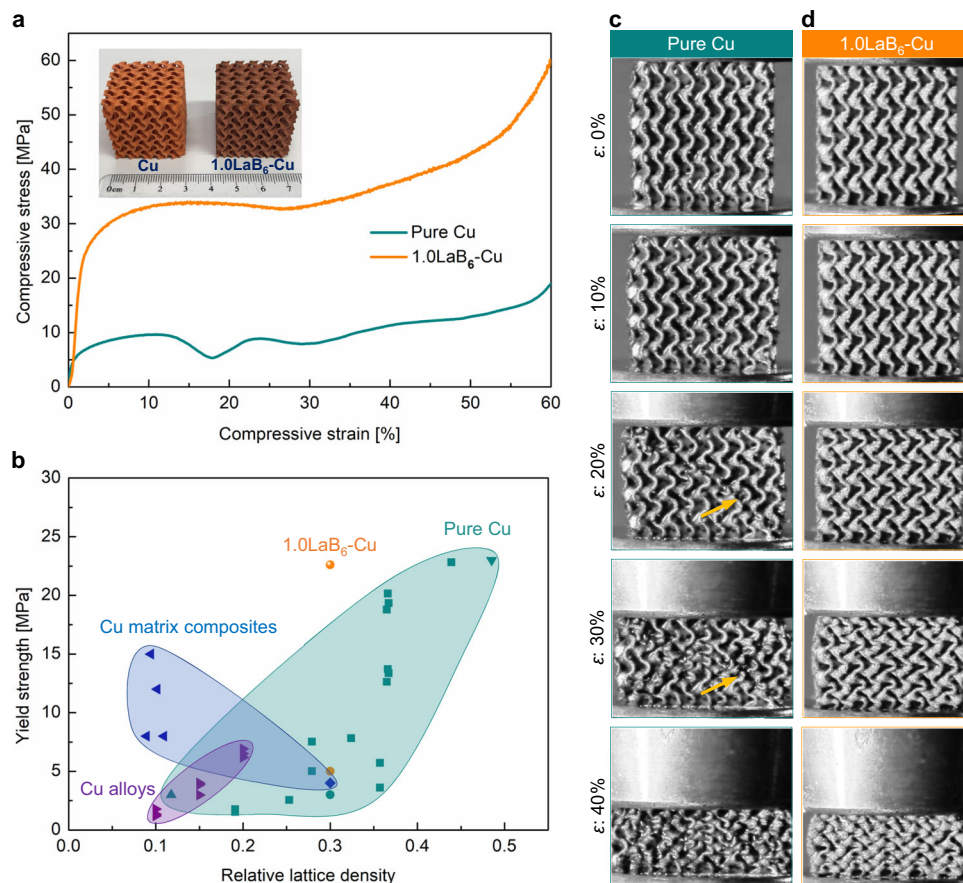 a
60
50
40
30
20
10
0
Compressive stress [MPa]
Cu
1.0LaB₆-Cu
0cm 1 2 3 4 5 6 7
Pure Cu
1.0LaB₆-Cu
0 10 20 30 40 50 60
Compressive strain [%]
b
30
25
20
15
10
5
0
Yield strength [MPa]
Pure Cu
1.0LaB₆-Cu
Cu matrix composites
Cu alloys
0.0 0.1 0.2 0.3 0.4 0.5
Relative lattice density
c
Pure Cu
ε: 0%
ε: 10%
ε: 20%
ε: 30%
ε: 40%
d
1.0LaB₆-Cu